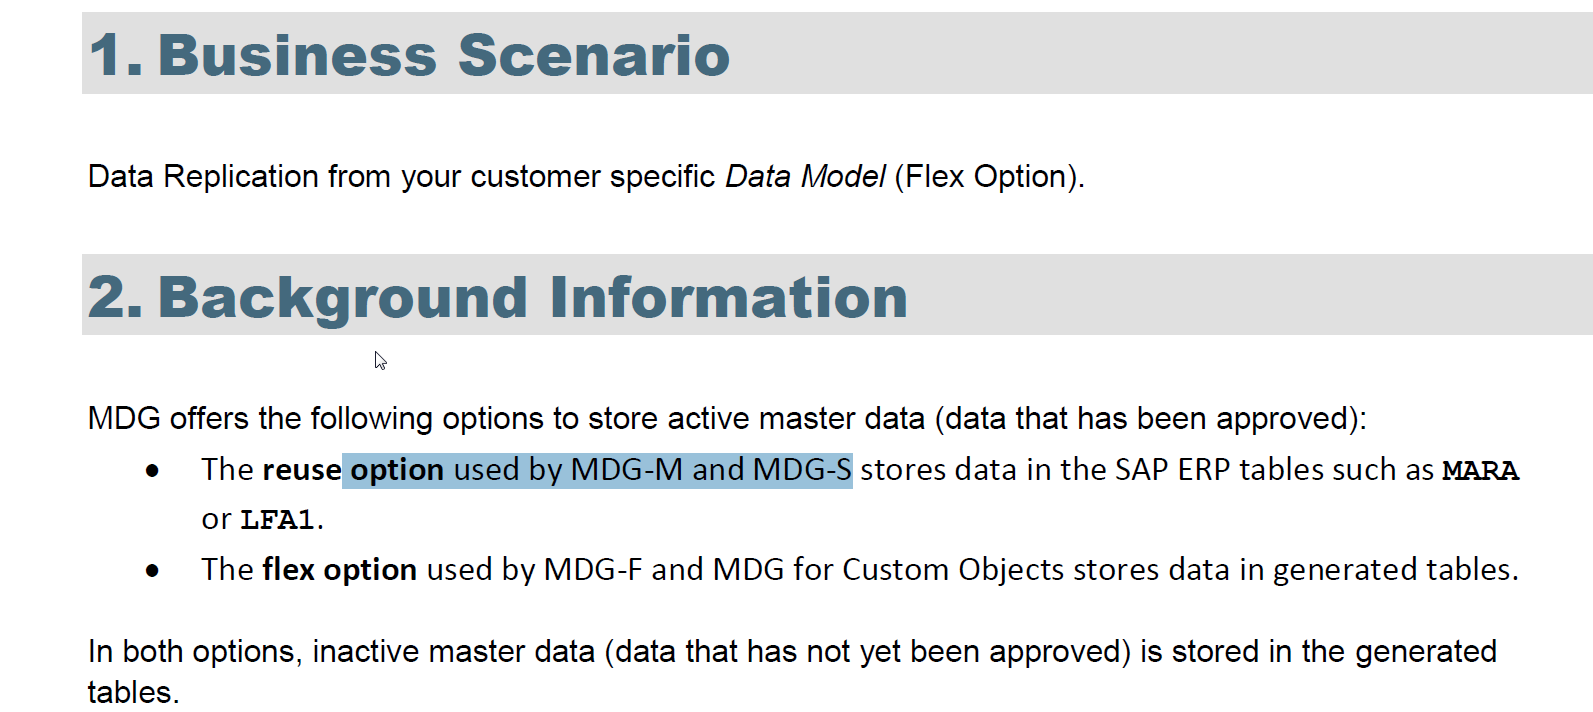 1. Business Scenario
Data Replication from your customer specific Data Model (Flex Option).
2. Background Information
MDG offers the following options to store active master data (data that has been approved):
• The reuse option used by MDG-M and MDG-S stores data in the SAP ERP tables such as MARA
or LFA1.
• The flex option used by MDG-F and MDG for Custom Objects stores data in generated tables.
In both options, inactive master data (data that has not yet been approved) is stored in the generated
tables.